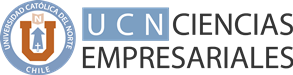 UNIVERSIDAD CATÓLICA DEL NORTE
CHILE
UCN CIENCIAS
EMPRESARIALES